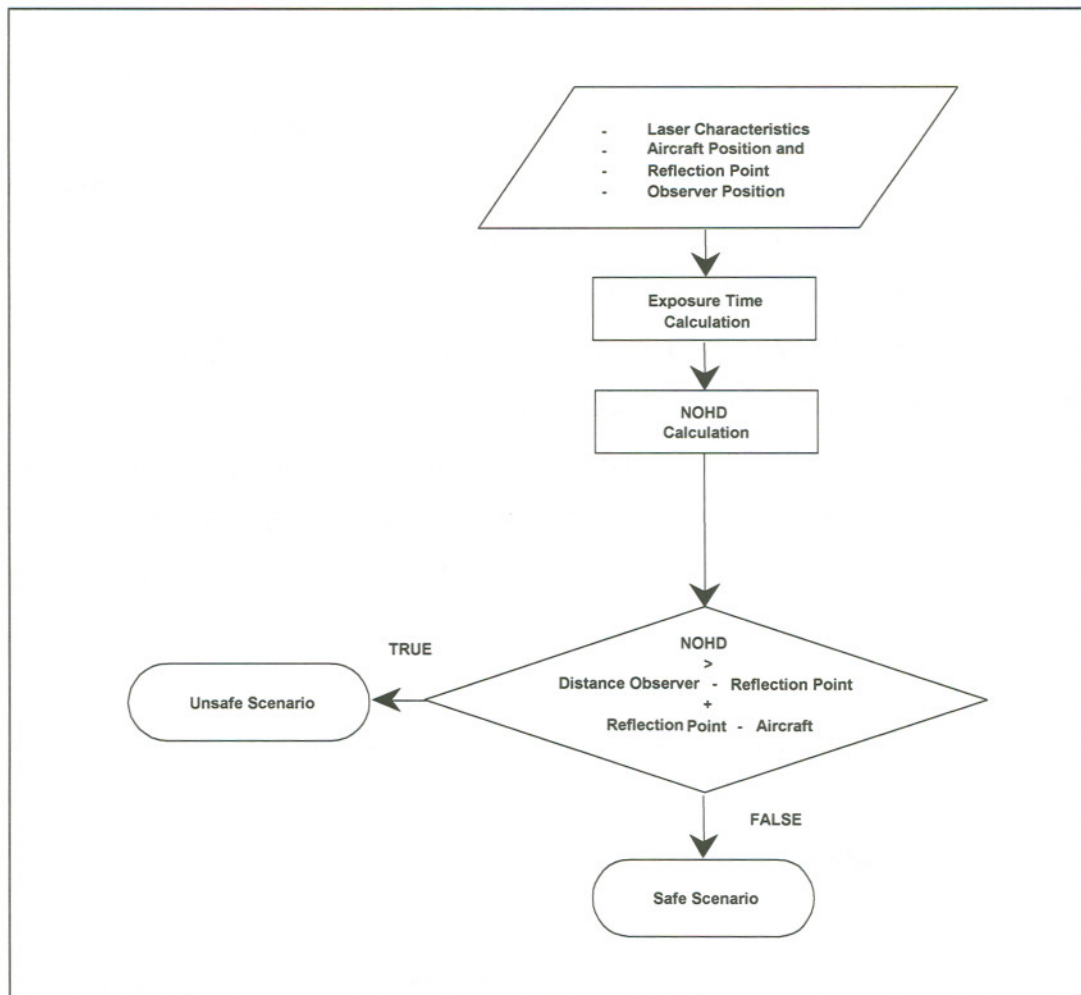 - Laser Characteristics
- Aircraft Position and
- Reflection Point
- Observer Position
Exposure Time
Calculation
NOHD
Calculation
NOHD
>
Distance Observer - Reflection Point
+
Reflection Point - Aircraft
TRUE
Unsafe Scenario
FALSE
Safe Scenario